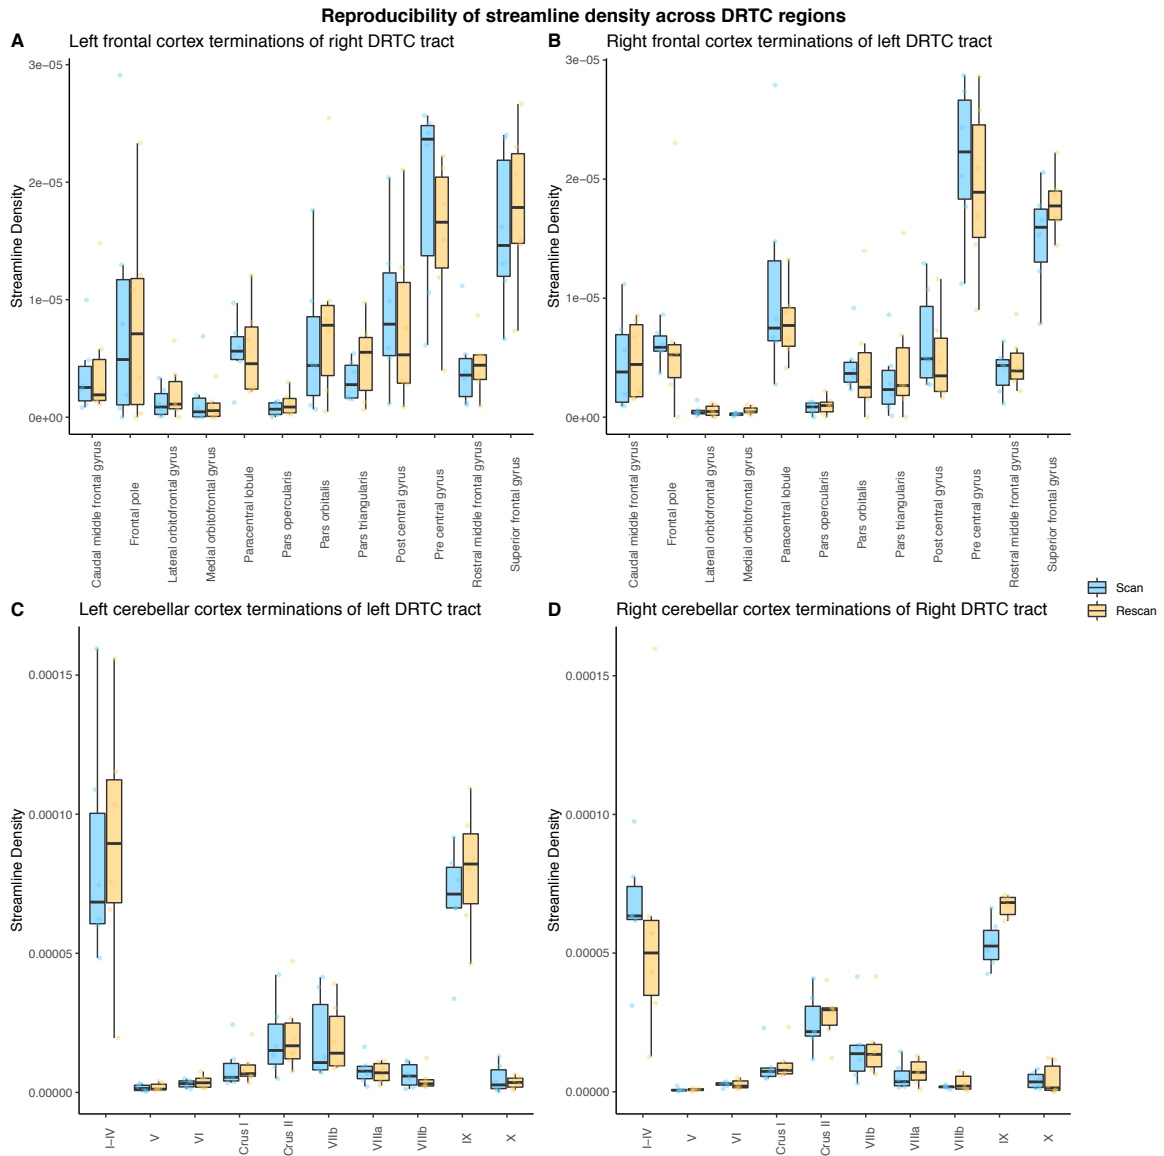 Reproducibility of streamline density across DRTC regions
A
Left frontal cortex terminations of right DRTC tract
Streamline Density
3e−05
2e−05
1e−05
0e+00
Caudal middle frontal gyrus
Frontal pole
Lateral orbitofrontal gyrus
Medial orbitofrontal gyrus
Paracentral lobule
Pars opercularis
Pars orbitalis
Pars triangularis
Post central gyrus
Pre central gyrus
Rostral middle frontal gyrus
Superior frontal gyrus
B
Right frontal cortex terminations of left DRTC tract
Streamline Density
3e−05
2e−05
1e−05
0e+00
Caudal middle frontal gyrus
Frontal pole
Lateral orbitofrontal gyrus
Medial orbitofrontal gyrus
Paracentral lobule
Pars opercularis
Pars orbitalis
Pars triangularis
Post central gyrus
Pre central gyrus
Rostral middle frontal gyrus
Superior frontal gyrus
Scan
Rescan
C
Left cerebellar cortex terminations of left DRTC tract
Streamline Density
0.00015
0.00010
0.00005
0.00000
I−IV
V
VI
Crus I
Crus II
VIIb
VIIIa
VIIIb
IX
X
D
Right cerebellar cortex terminations of Right DRTC tract
Streamline Density
0.00015
0.00010
0.00005
0.00000
I−IV
V
VI
Crus I
Crus II
VIIb
VIIIa
VIIIb
IX
X